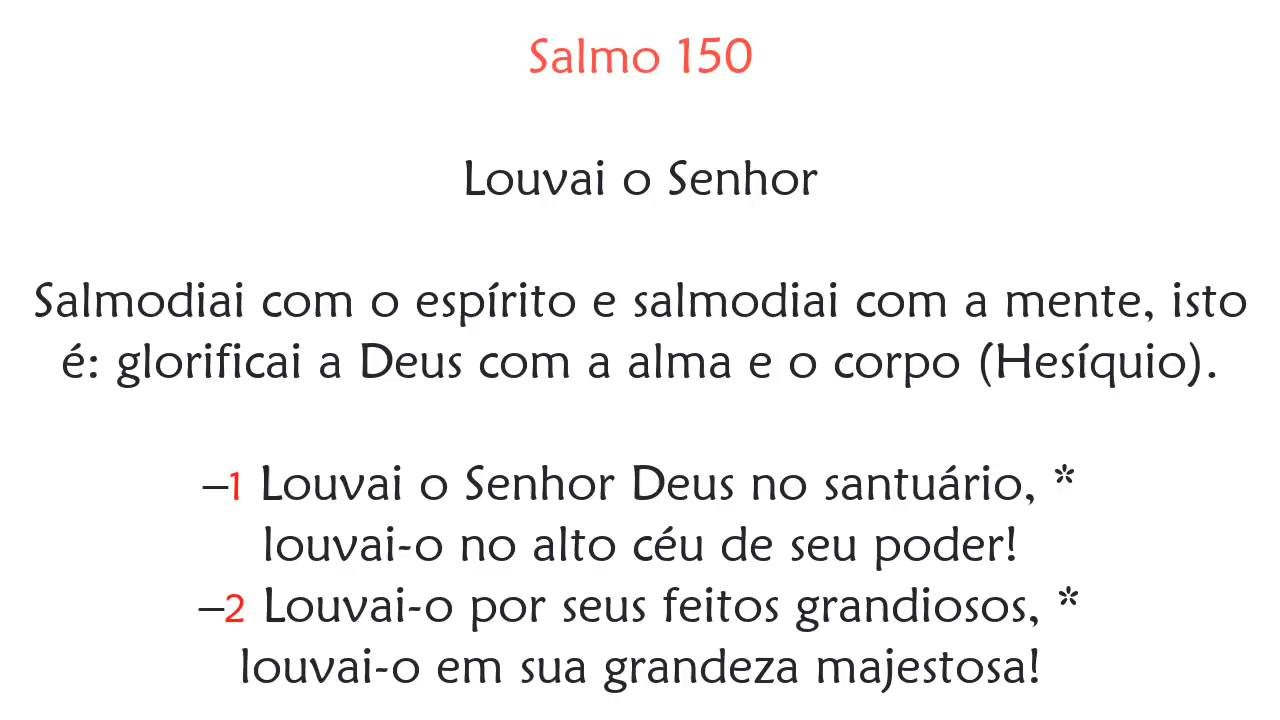 Salmo 150
Louvai o Senhor
Salmodiai com o espírito e salmodiai com a mente, isto
é: glorificai a Deus com a alma e o corpo (Hesíquio).
–1 Louvai o Senhor Deus no santuário, *
louvai-o no alto céu de seu poder!
–2 Louvai-o por seus feitos grandiosos, *
louvai-o em sua grandeza majestosa!